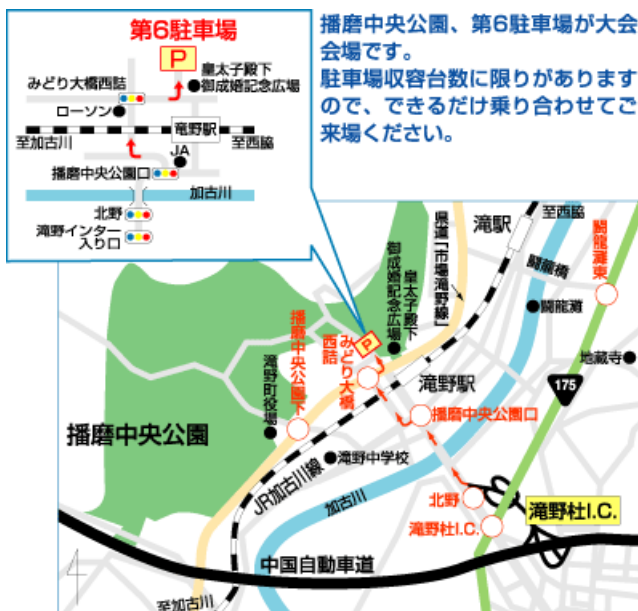 第6駐車場
P
みどり大橋西詰
皇太子殿下
御成婚記念広場
ローソン
竜野駅
至加古川
至西脇
JA
播磨中央公園口
加古川
北野
滝野インター
入り口
播磨中央公園、第6駐車場が大会
会場です。
駐車場収容台数に限りがあります
ので、できるだけ乗り合わせてご
来場ください。
県道「市場滝野線」
滝駅
至西脇
闘龍灘東
闘龍橋
闘龍灘
皇太子殿下
御成婚記念広場
P
みどり大橋
西詰
地蔵寺
175
播磨中央公園下
滝野町役場
滝野駅
播磨中央公園口
播磨中央公園
滝野中学校
JR加古川線
加古川
北野
滝野社I.C.
滝野社I.C.
中国自動車道
至加古川